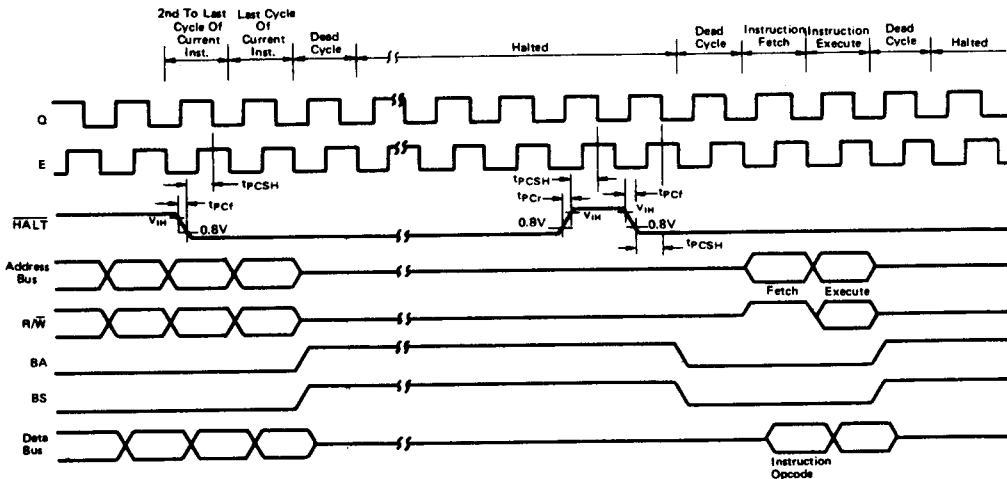 2nd To Last
Cycle Of
Current
Inst.
Last Cycle
Of
Current
Inst.
Dead
Cycle
Halted
Dead
Cycle
Instruction
Fetch
Instruction
Execute
Dead
Cycle
Halted
Q
E
tPCSH
tPCf
HALT
VIH
0.8V
tPCSH
tPCr
0.8V
VIH
tPCf
VIH
0.8V
tPCSH
Address
Bus
Fetch
Execute
R/W
BA
BS
Data
Bus
Instruction
Opcode